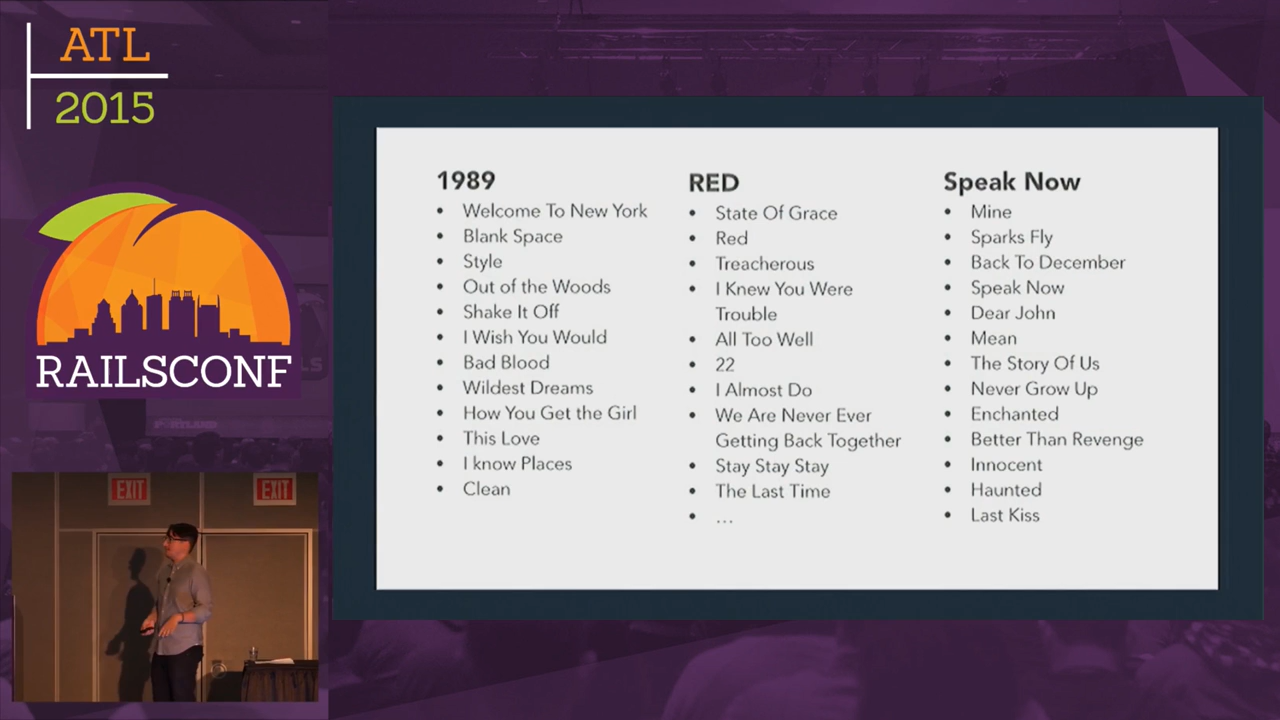 ATL
2015
RAILSCONF
EXIT
EXIT
1989
• Welcome To New York
• Blank Space
• Style
• Out of the Woods
• Shake It Off
• I Wish You Would
• Bad Blood
• Wildest Dreams
• How You Get the Girl
• This Love
• I know Places
• Clean
RED
• State Of Grace
• Red
• Treacherous
• I Knew You Were
Trouble
• All Too Well
• 22
• I Almost Do
• We Are Never Ever
Getting Back Together
• Stay Stay Stay
• The Last Time
• ...
Speak Now
• Mine
• Sparks Fly
• Back To December
• Speak Now
• Dear John
• Mean
• The Story Of Us
• Never Grow Up
• Enchanted
• Better Than Revenge
• Innocent
• Haunted
• Last Kiss